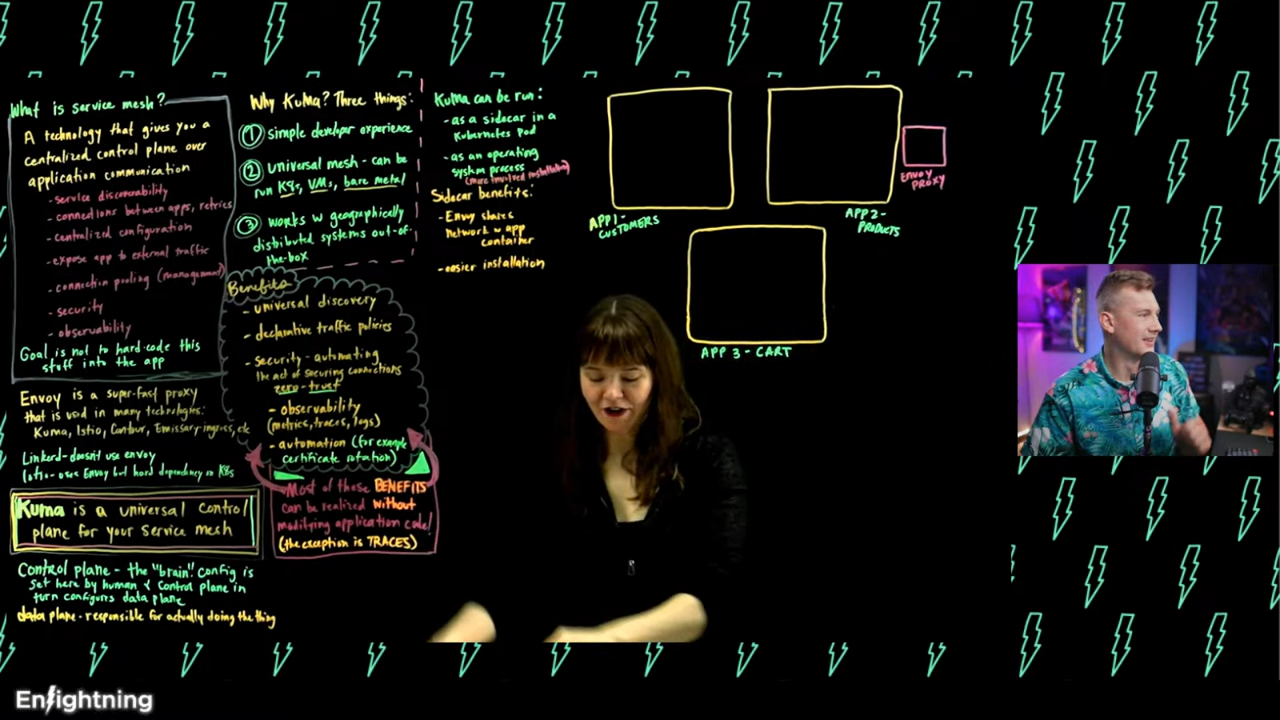 What is service mesh?
A technology that gives you a
centralized control plane over
application communication
- service discoverability
- connections between apps, retries
- centralized configuration
- expose app to external traffic
- connection pooling (management)
- security
- observability
Goal is not to hard-code this
stuff into the app
Envoy is a super-fast proxy
that is used in many technologies:
Kuma, Istio, Contour, Emissary-ingress, etc
Linkerd - doesn't use envoy
Istio - uses Envoy but hard dependency on K8s
Kuma is a universal control
plane for your service mesh
Control plane - the "brain". config is
set here by human & control plane in
turn configures data plane
data plane - responsible for actually doing the thing
Why Kuma? Three things:
① simple developer experience
② universal mesh - can be
run K8s, VMs, bare metal
③ works w geographically
distributed systems out-of-
the-box
Benefits
- universal discovery
- declarative traffic policies
- security - automating
the act of securing connections
zero-trust
- observability
(metrics, traces, logs)
- automation (for example
certificate rotation)
Most of these BENEFITS
can be realized without
modifying application code!
(the exception is TRACES)
Kuma can be run:
- as a sidecar in a
Kubernetes pod
- as an operating
system process
(more involved installation)
Sidecar benefits:
- Envoy shares
network w app
container
- easier installation
APP 1 -
CUSTOMERS
APP 2 -
PRODUCTS
ENVOY
PROXY
APP 3 - CART
Enlightning